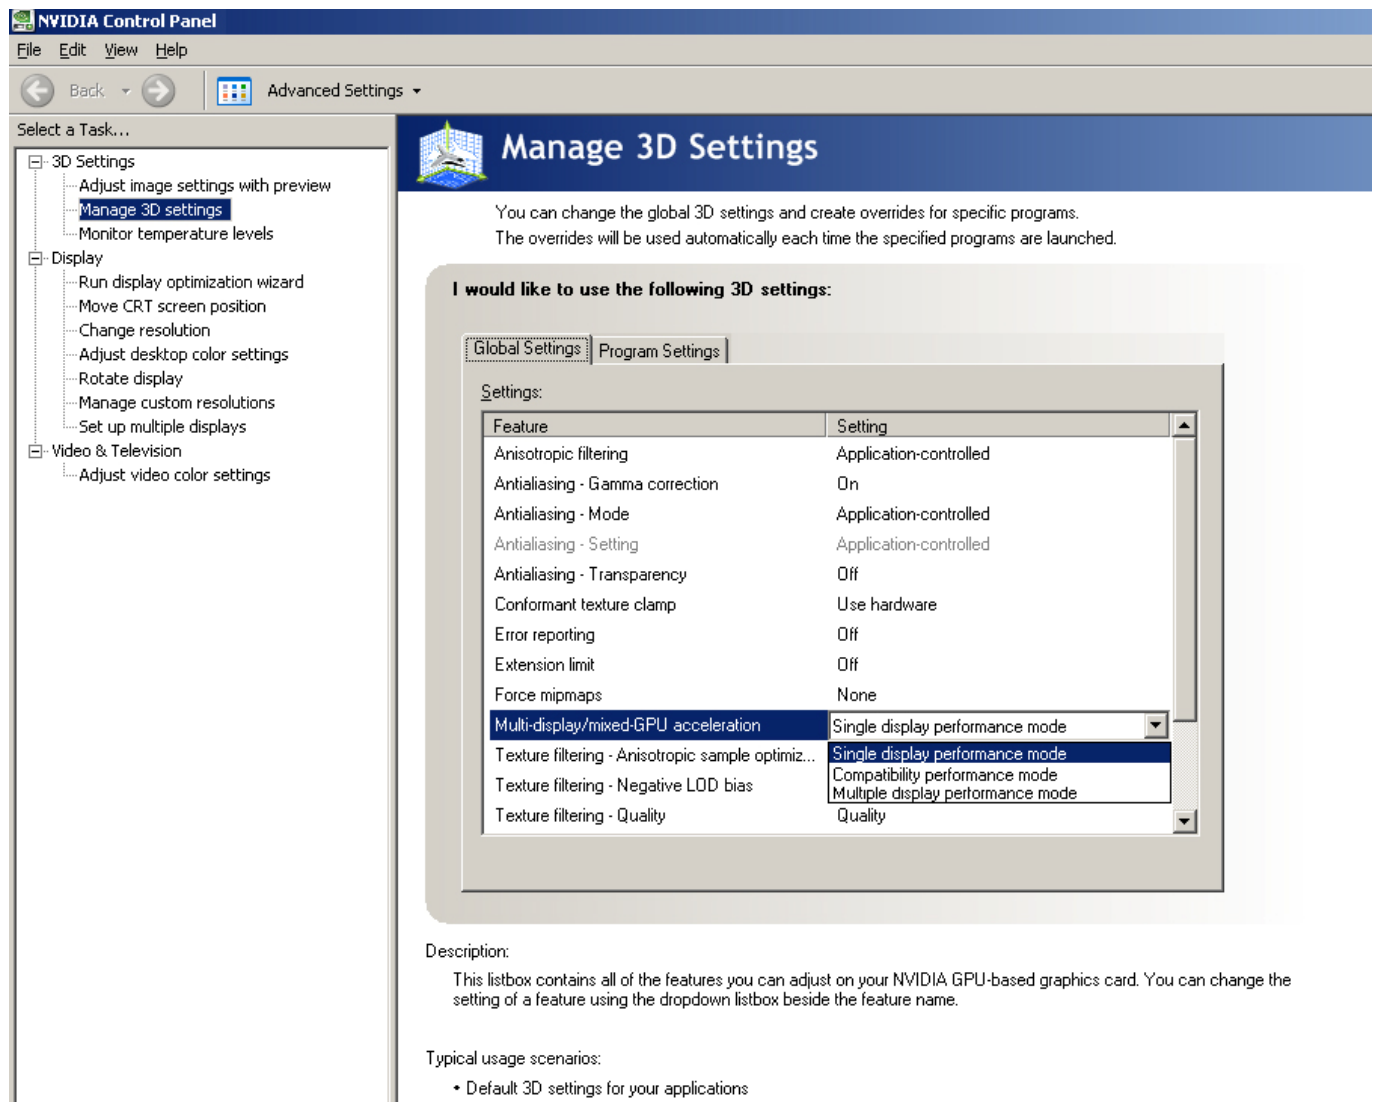 NVIDIA Control Panel
File Edit View Help
Back Advanced Settings
Select a Task...
3D Settings
Adjust image settings with preview
Manage 3D settings
Monitor temperature levels
Display
Run display optimization wizard
Move CRT screen position
Change resolution
Adjust desktop color settings
Rotate display
Manage custom resolutions
Set up multiple displays
Video & Television
Adjust video color settings
Manage 3D Settings
You can change the global 3D settings and create overrides for specific programs.
The overrides will be used automatically each time the specified programs are launched.
I would like to use the following 3D settings:
Global Settings Program Settings
Settings:
Feature Setting
Anisotropic filtering Application-controlled
Antialiasing - Gamma correction On
Antialiasing - Mode Application-controlled
Antialiasing - Setting Application-controlled
Antialiasing - Transparency Off
Conformant texture clamp Use hardware
Error reporting Off
Extension limit Off
Force mipmaps None
Multi-display/mixed-GPU acceleration Single display performance mode
Texture filtering - Anisotropic sample optimiz... Single display performance mode
Compatibility performance mode
Texture filtering - Negative LOD bias Multiple display performance mode
Texture filtering - Quality Quality
Description:
This listbox contains all of the features you can adjust on your NVIDIA GPU-based graphics card. You can change the
setting of a feature using the dropdown listbox beside the feature name.
Typical usage scenarios:
• Default 3D settings for your applications